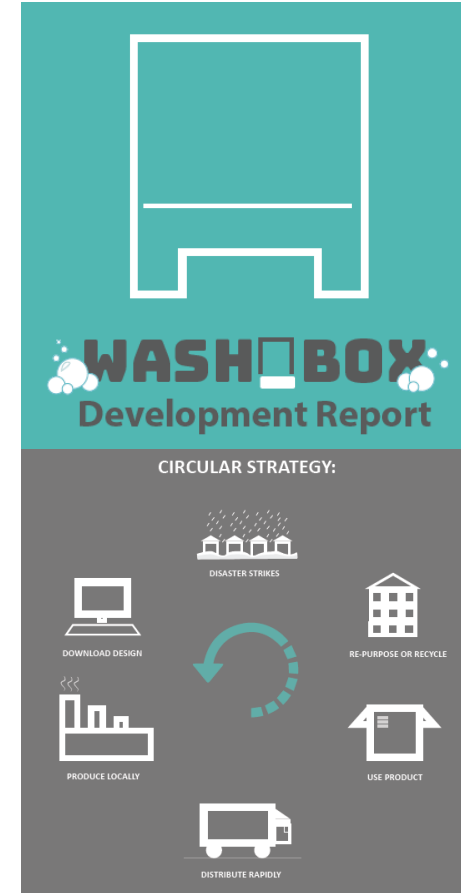 WASH BOX
Development Report
CIRCULAR STRATEGY:
DISASTER STRIKES
DOWNLOAD DESIGN
RE-PURPOSE OR RECYCLE
PRODUCE LOCALLY
USE PRODUCT
DISTRIBUTE RAPIDLY